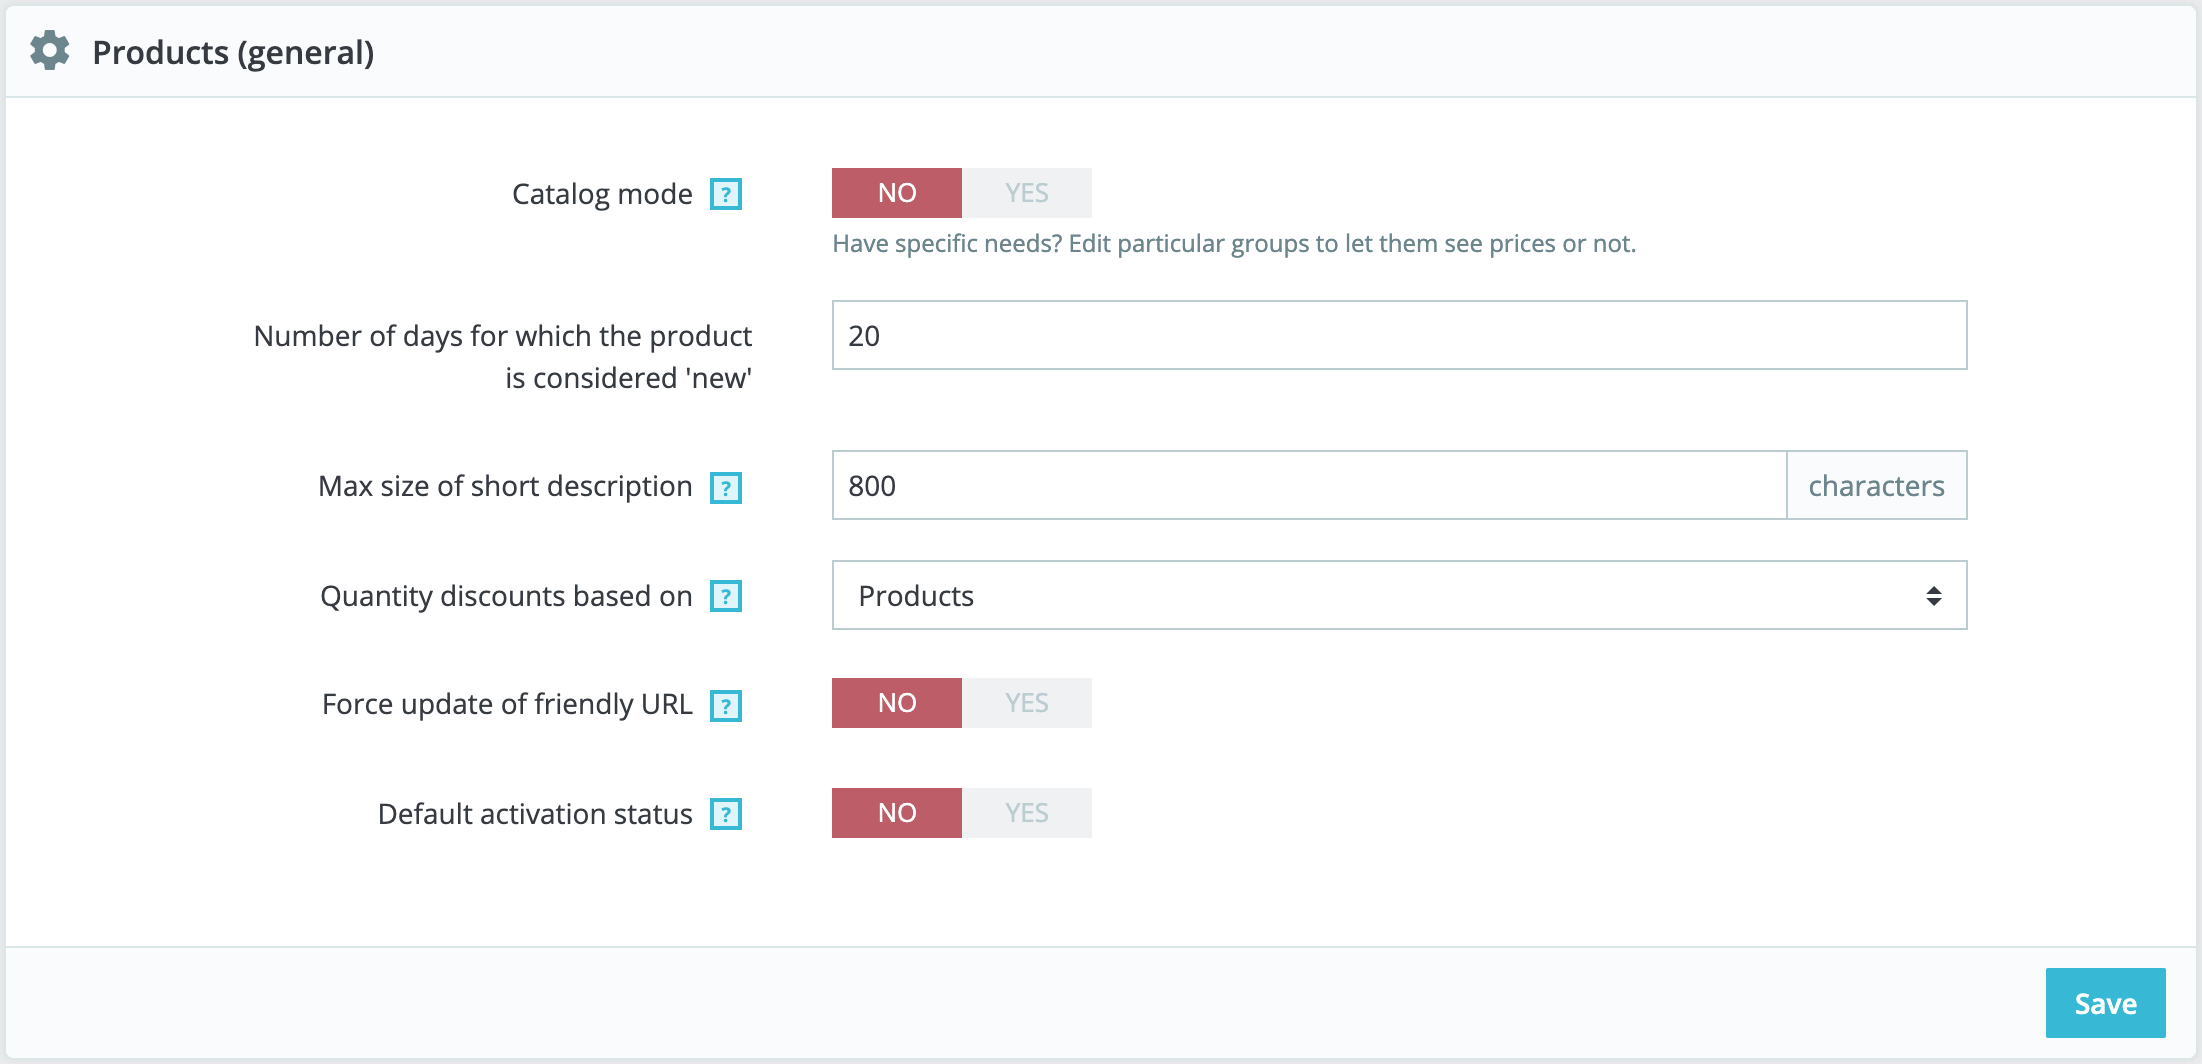 Products (general)
Catalog mode ? NO YES
Have specific needs? Edit particular groups to let them see prices or not.
Number of days for which the product 20
is considered 'new'
Max size of short description ? 800 characters
Quantity discounts based on ? Products
Force update of friendly URL ? NO YES
Default activation status ? NO YES
Save